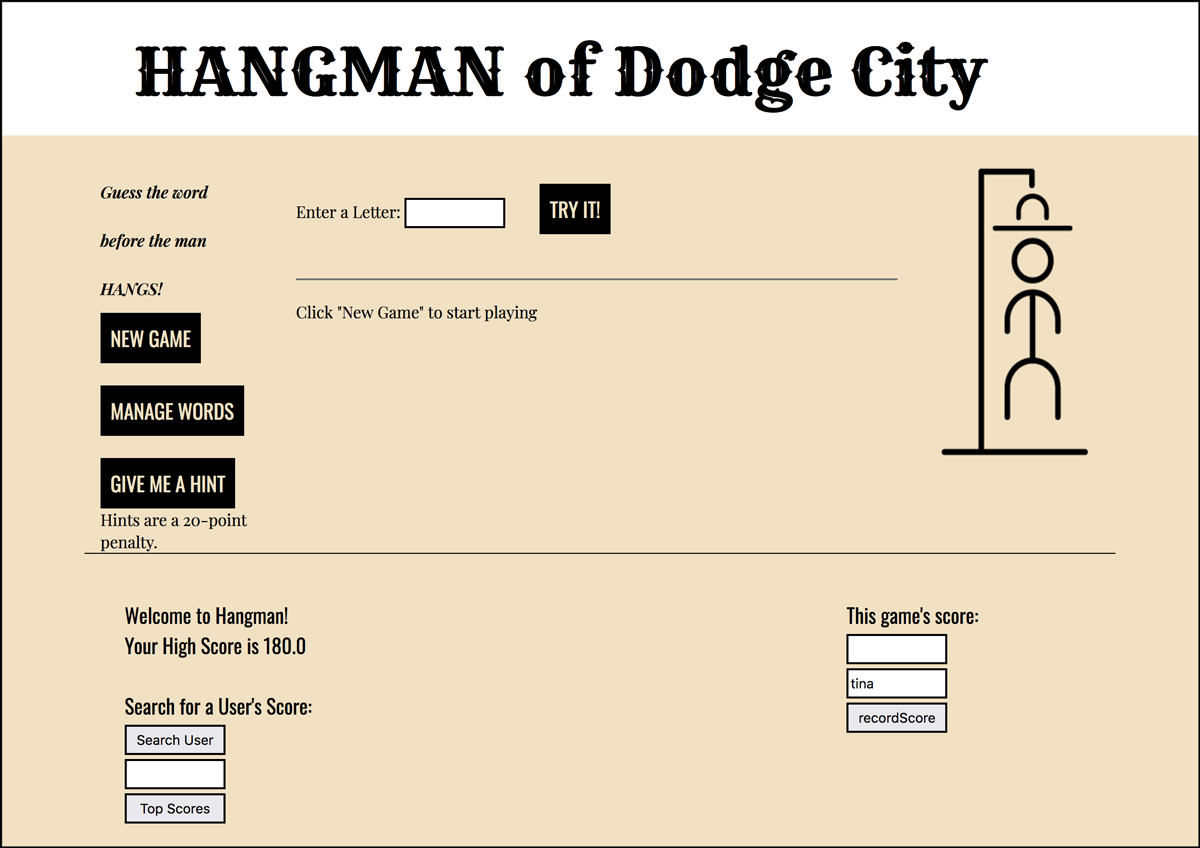 HANGMAN of Dodge City
Guess the word
before the man
HANGS!
NEW GAME
MANAGE WORDS
GIVE ME A HINT
Hints are a 20-point
penalty.
Enter a Letter:
TRY IT!
Click "New Game" to start playing
Welcome to Hangman!
Your High Score is 180.0
Search for a User's Score:
Search User
Top Scores
This game's score:
tina
recordScore